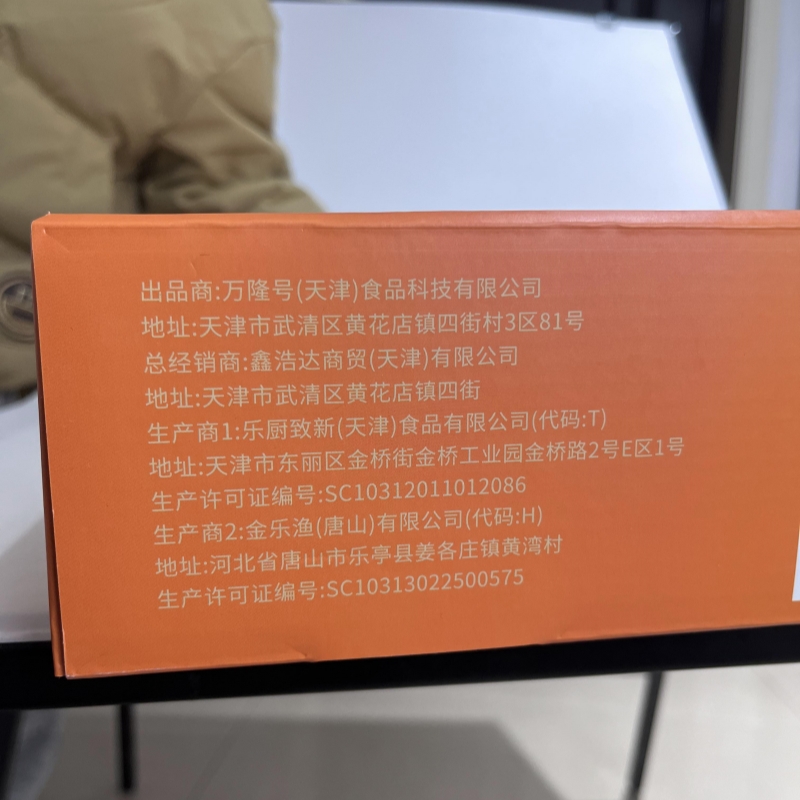 出品商:万隆号(天津)食品科技有限公司
地址:天津市武清区黄花店镇四街村3区81号
总经销商:鑫浩达商贸(天津)有限公司
地址:天津市武清区黄花店镇四街
生产商1:乐厨致新(天津)食品有限公司(代码:T)
地址:天津市东丽区金桥街金桥工业园金桥路2号E区1号
生产许可证编号:SC10312011012086
生产商2:金乐渔(唐山)有限公司(代码:H)
地址:河北省唐山市乐亭县姜各庄镇黄湾村
生产许可证编号:SC10313022500575